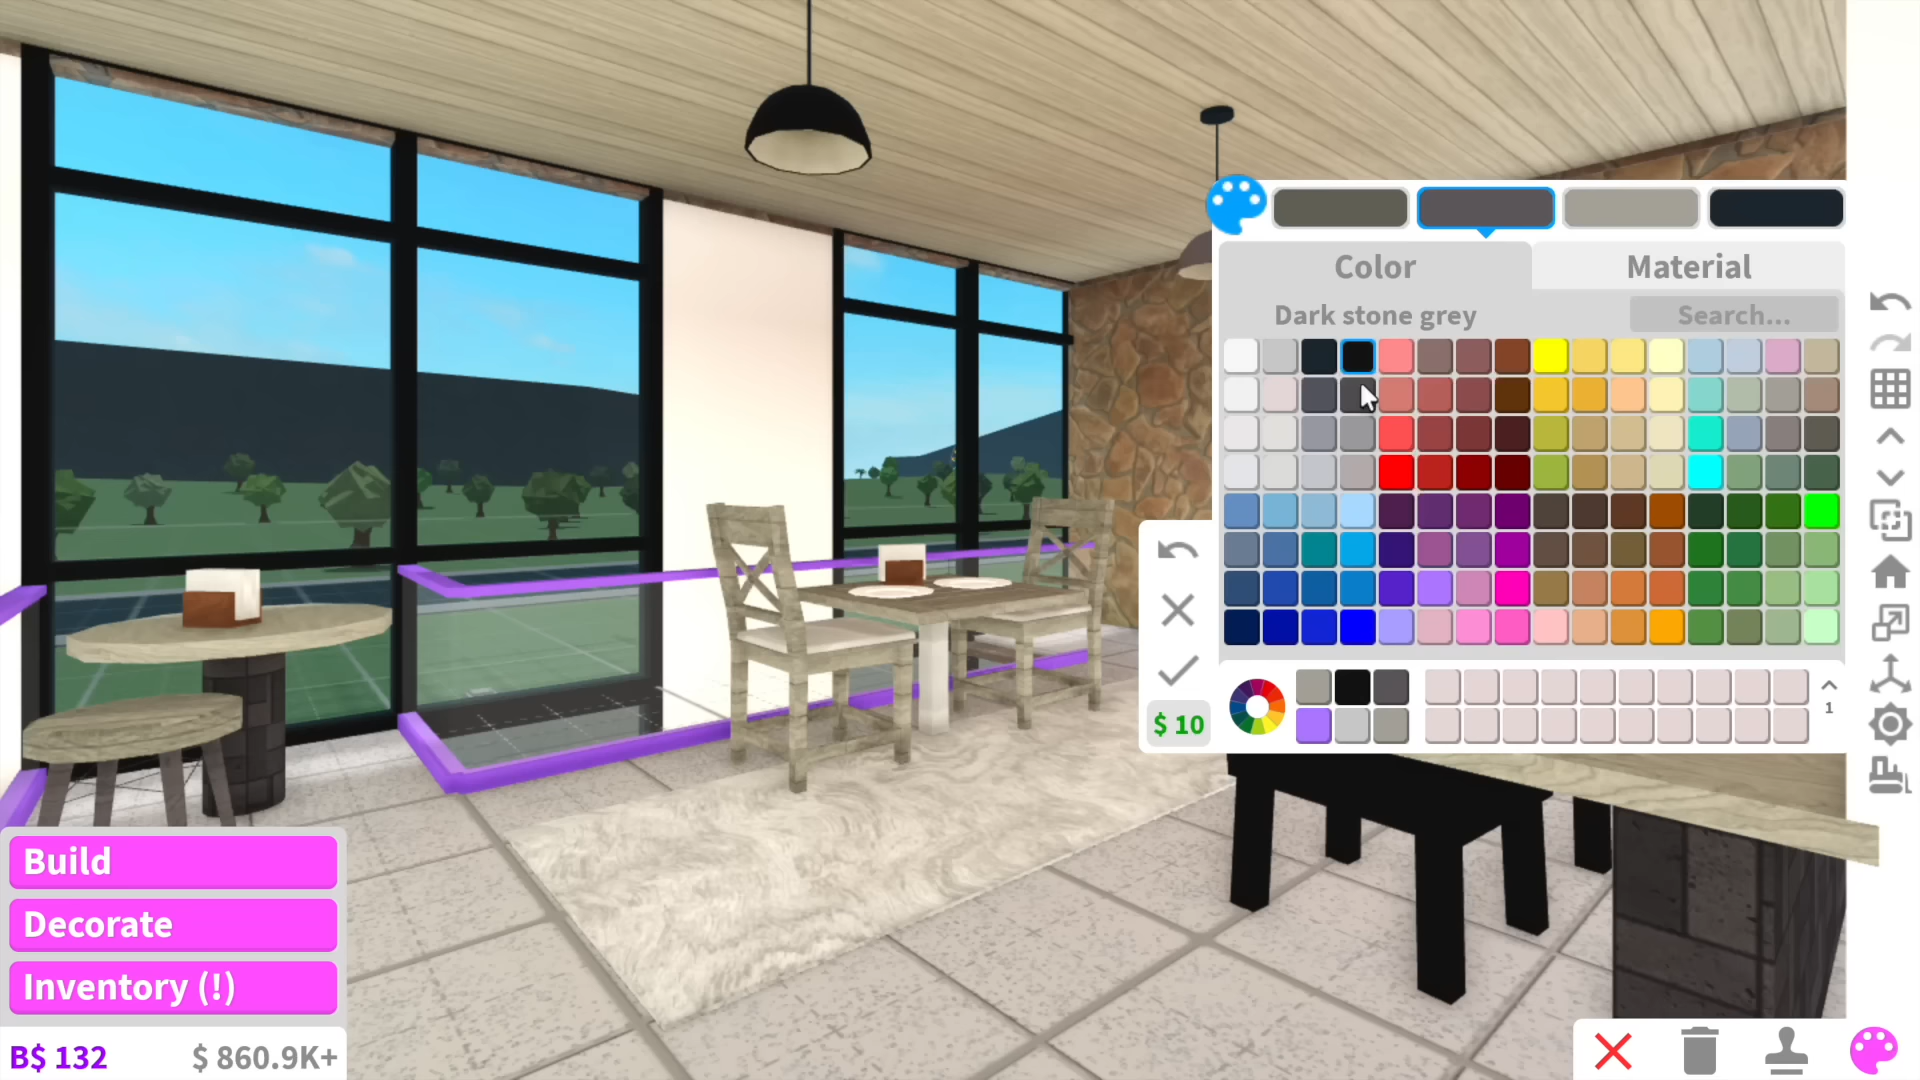 Color
Material
Dark stone grey
Search...
$ 10
1
Build
Decorate
Inventory (!)
B$ 132
$ 860.9K+